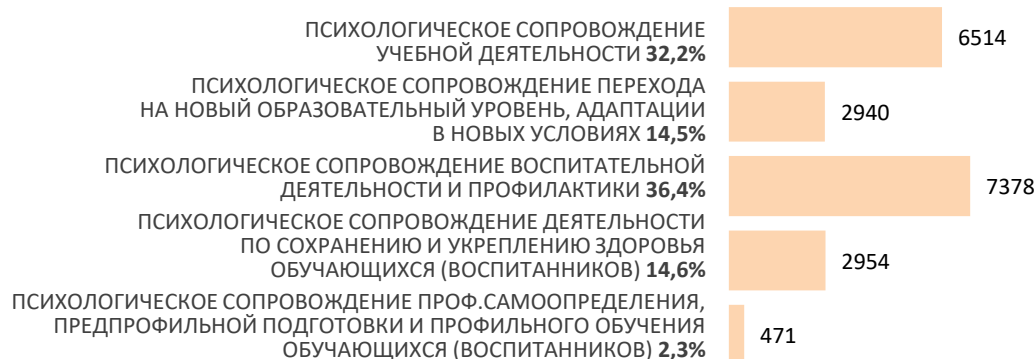 ПСИХОЛОГИЧЕСКОЕ СОПРОВОЖДЕНИЕ
УЧЕБНОЙ ДЕЯТЕЛЬНОСТИ 32,2%
6514
ПСИХОЛОГИЧЕСКОЕ СОПРОВОЖДЕНИЕ ПЕРЕХОДА
НА НОВЫЙ ОБРАЗОВАТЕЛЬНЫЙ УРОВЕНЬ, АДАПТАЦИИ
В НОВЫХ УСЛОВИЯХ 14,5%
2940
ПСИХОЛОГИЧЕСКОЕ СОПРОВОЖДЕНИЕ ВОСПИТАТЕЛЬНОЙ
ДЕЯТЕЛЬНОСТИ И ПРОФИЛАКТИКИ 36,4%
7378
ПСИХОЛОГИЧЕСКОЕ СОПРОВОЖДЕНИЕ ДЕЯТЕЛЬНОСТИ
ПО СОХРАНЕНИЮ И УКРЕПЛЕНИЮ ЗДОРОВЬЯ
ОБУЧАЮЩИХСЯ (ВОСПИТАННИКОВ) 14,6%
2954
ПСИХОЛОГИЧЕСКОЕ СОПРОВОЖДЕНИЕ ПРОФ.САМООПРЕДЕЛЕНИЯ,
ПРЕДПРОФИЛЬНОЙ ПОДГОТОВКИ И ПРОФИЛЬНОГО ОБУЧЕНИЯ
ОБУЧАЮЩИХСЯ (ВОСПИТАННИКОВ) 2,3%
471